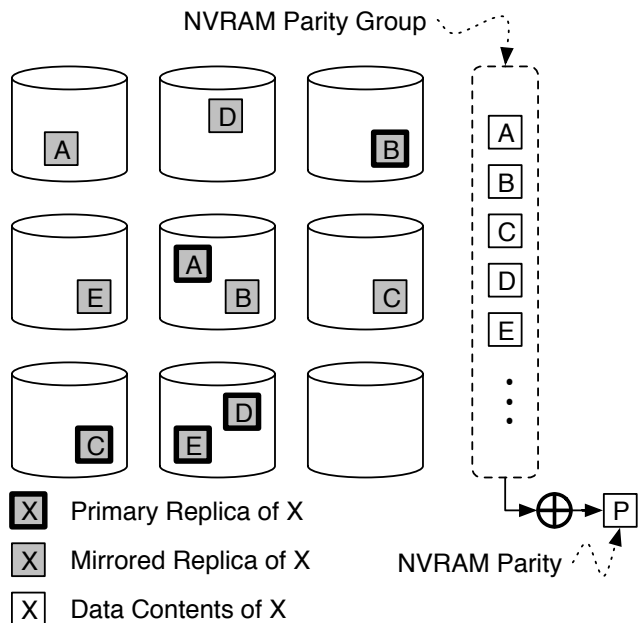 NVRAM Parity Group
A
D
B
E
A
B
C
C
E
D
A
B
C
D
E
P
X Primary Replica of X
X Mirrored Replica of X
X Data Contents of X
NVRAM Parity